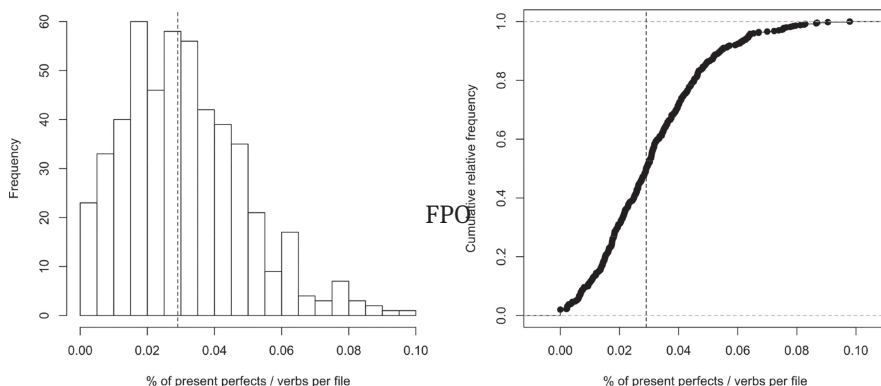 Frequency
60
50
40
30
20
10
0
0.00 0.02 0.04 0.06 0.08 0.10
% of present perfects / verbs per file
FPO
Cumulative relative frequency
1.0
0.8
0.6
0.4
0.2
0.0
0.00 0.02 0.04 0.06 0.08 0.10
% of present perfects / verbs per file